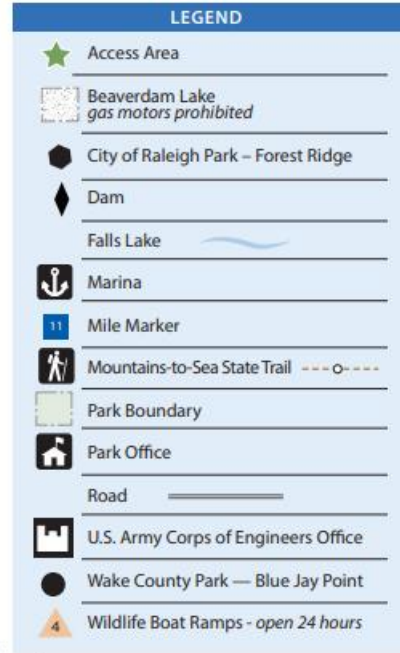 LEGEND
Access Area
Beaverdam Lake
gas motors prohibited
City of Raleigh Park – Forest Ridge
Dam
Falls Lake
Marina
11 Mile Marker
Mountains-to-Sea State Trail
Park Boundary
Park Office
Road
U.S. Army Corps of Engineers Office
Wake County Park — Blue Jay Point
4 Wildlife Boat Ramps - open 24 hours